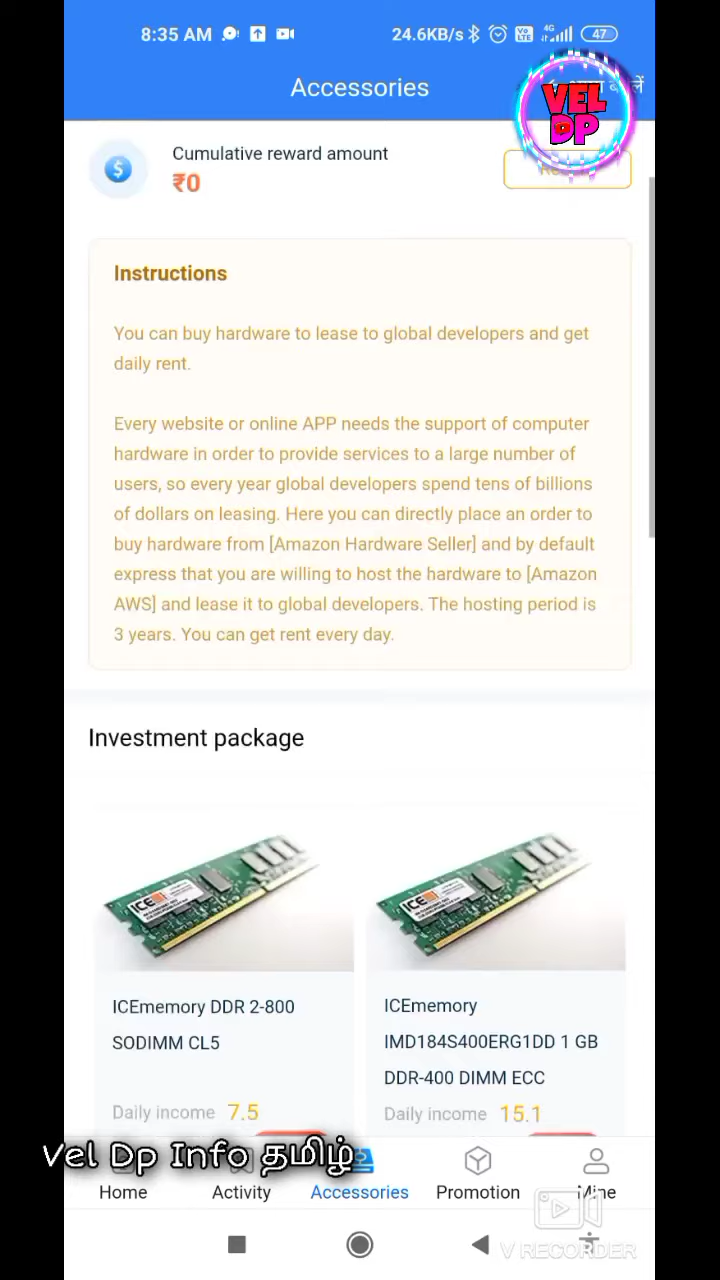 8:35 AM
24.6KB/s
Vo LTE
4G
47
Accessories
VEL
DP
Cumulative reward amount
₹0
Instructions
You can buy hardware to lease to global developers and get
daily rent.
Every website or online APP needs the support of computer
hardware in order to provide services to a large number of
users, so every year global developers spend tens of billions
of dollars on leasing. Here you can directly place an order to
buy hardware from [Amazon Hardware Seller] and by default
express that you are willing to host the hardware to [Amazon
AWS] and lease it to global developers. The hosting period is
3 years. You can get rent every day.
Investment package
ICE
ICE
ICEmemory DDR 2-800
SODIMM CL5
Daily income 7.5
ICEmemory
IMD184S400ERG1DD 1 GB
DDR-400 DIMM ECC
Daily income 15.1
Vel Dp Info தமிழ்
Home
Activity
Accessories
Promotion
Mine
V RECORDER